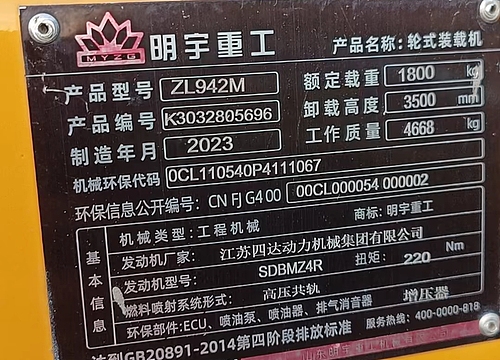 MYZG 明宇重工 产品名称: 轮式装载机
产品型号 ZL942M 额定载重 1800 kg
产品编号 K3032805696 卸载高度 3500 mm
制造年月 2023 工作质量 4668 kg
机械环保代码 0CL110540P4111067
环保信息公开编号: CN FJ G4 00 00CL000054 000002
基本信息
机械类型: 工程机械 商标: 明宇重工
发动机厂家: 江苏四达动力机械集团有限公司
发动机型号: SDBMZ4R 扭矩: 220 Nm
燃料喷射系统形式: 高压共轨
环保部件:ECU、喷油泵、喷油器、排气消音器 增压器
达到GB20891-2014第四阶段排放标准 服务热线: 400-0000-818